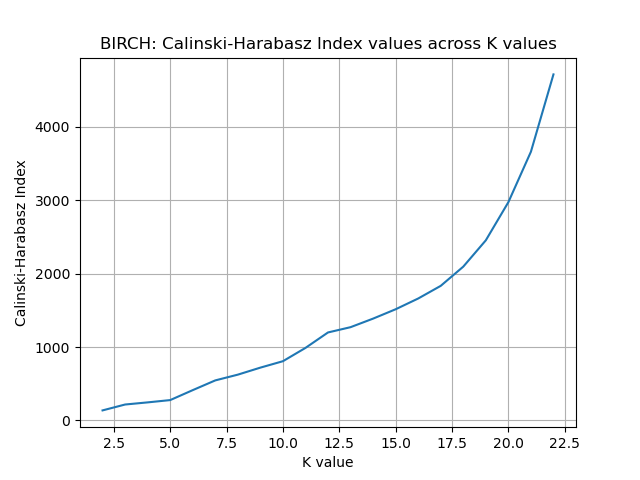 BIRCH: Calinski-Harabasz Index values across K values
Calinski-Harabasz Index
4000
3000
2000
1000
0
2.5 5.0 7.5 10.0 12.5 15.0 17.5 20.0 22.5
K value